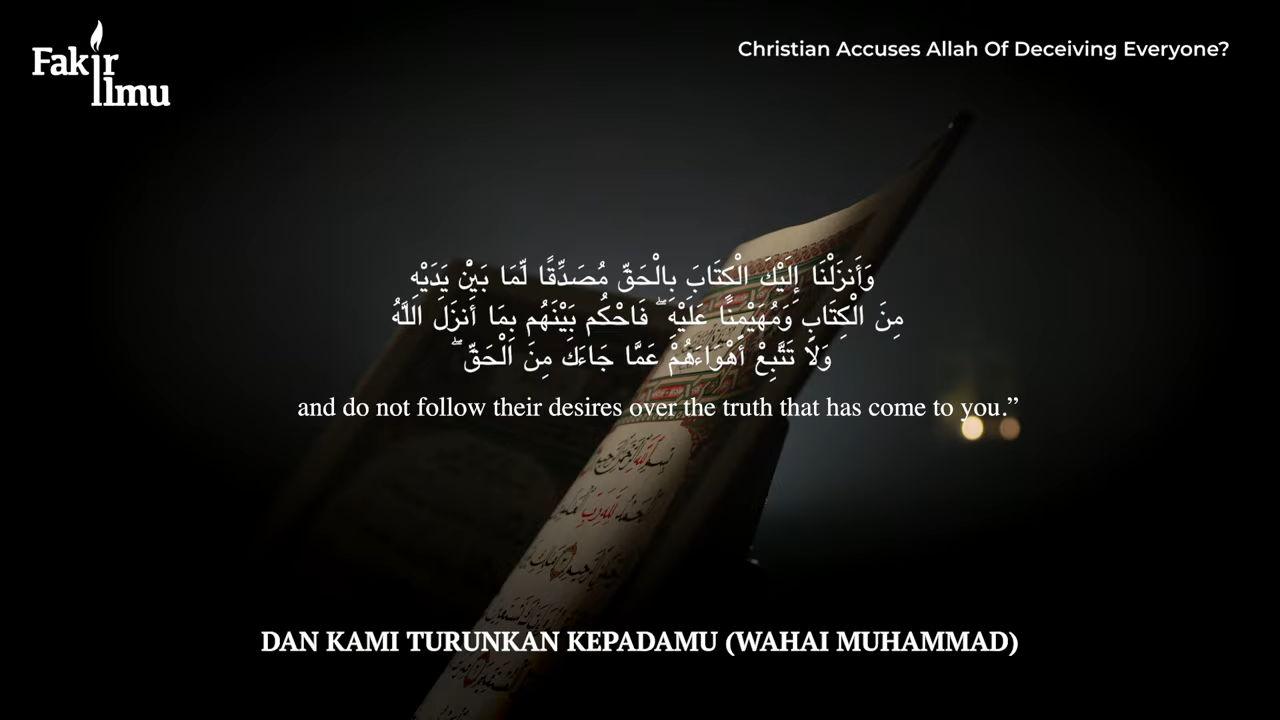 Fakir
Ilmu
Christian Accuses Allah Of Deceiving Everyone?
وَأَنزَلْنَا إِلَيْكَ الْكِتَابَ بِالْحَقِّ مُصَدِّقًا لِّمَا بَيْنَ يَدَيْهِ
مِنَ الْكِتَابِ وَمُهَيْمِنًا عَلَيْهِ ۖ فَاحْكُم بَيْنَهُم بِمَا أَنزَلَ اللَّهُ
وَلَا تَتَّبِعْ أَهْوَاءَهُمْ عَمَّا جَاءَكَ مِنَ الْحَقِّ ۖ
and do not follow their desires over the truth that has come to you.”
DAN KAMI TURUNKAN KEPADAMU (WAHAI MUHAMMAD)